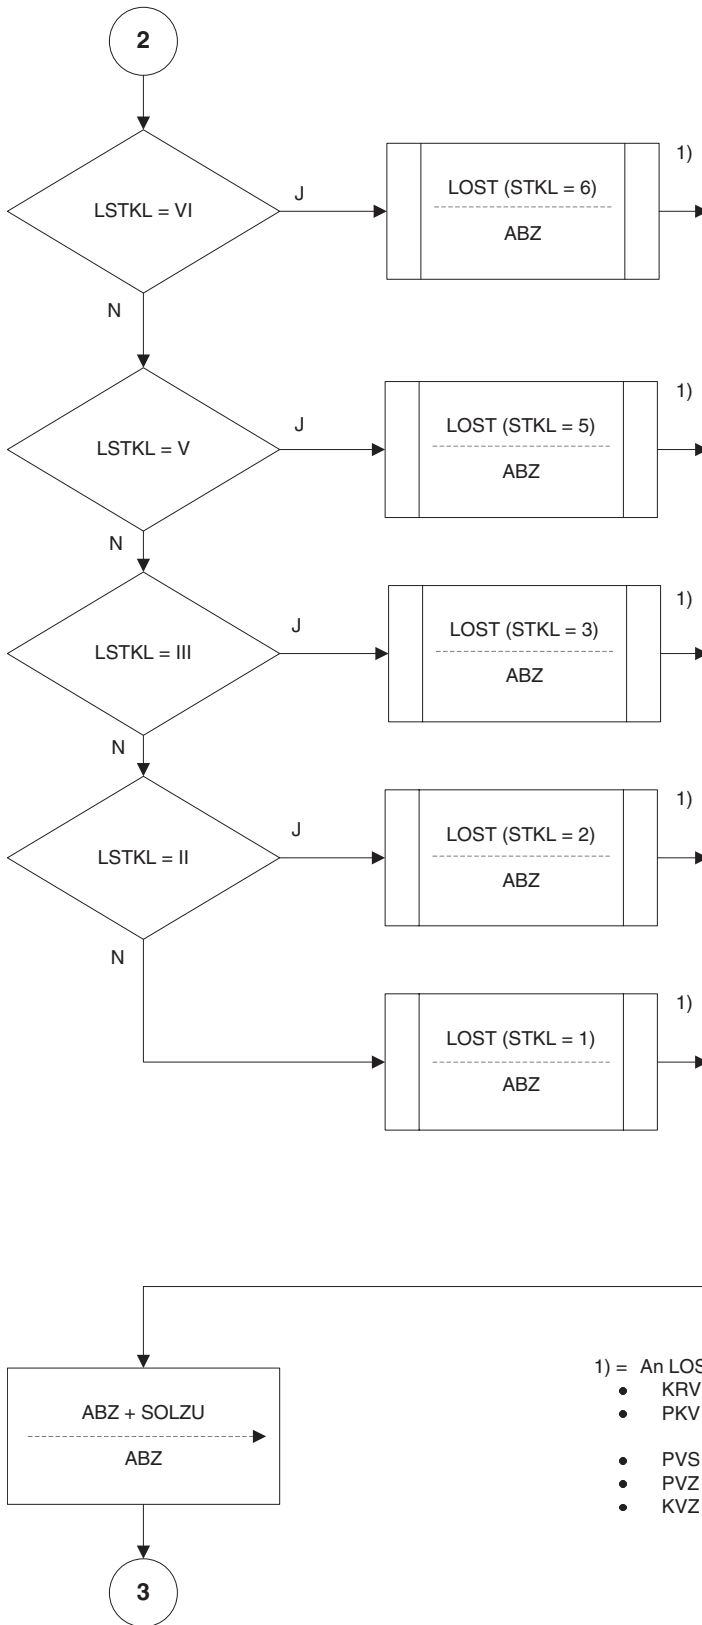 2
LSTKL = VI
J
LOST (STKL = 6)
ABZ
1)
N
LSTKL = V
J
LOST (STKL = 5)
ABZ
1)
N
LSTKL = III
J
LOST (STKL = 3)
ABZ
1)
N
LSTKL = II
J
LOST (STKL = 2)
ABZ
1)
N
LOST (STKL = 1)
ABZ
1)
ABZ + SOLZU
ABZ
1) = An LOS
• KRV
• PKV
• PVS
• PVZ
• KVZ
3